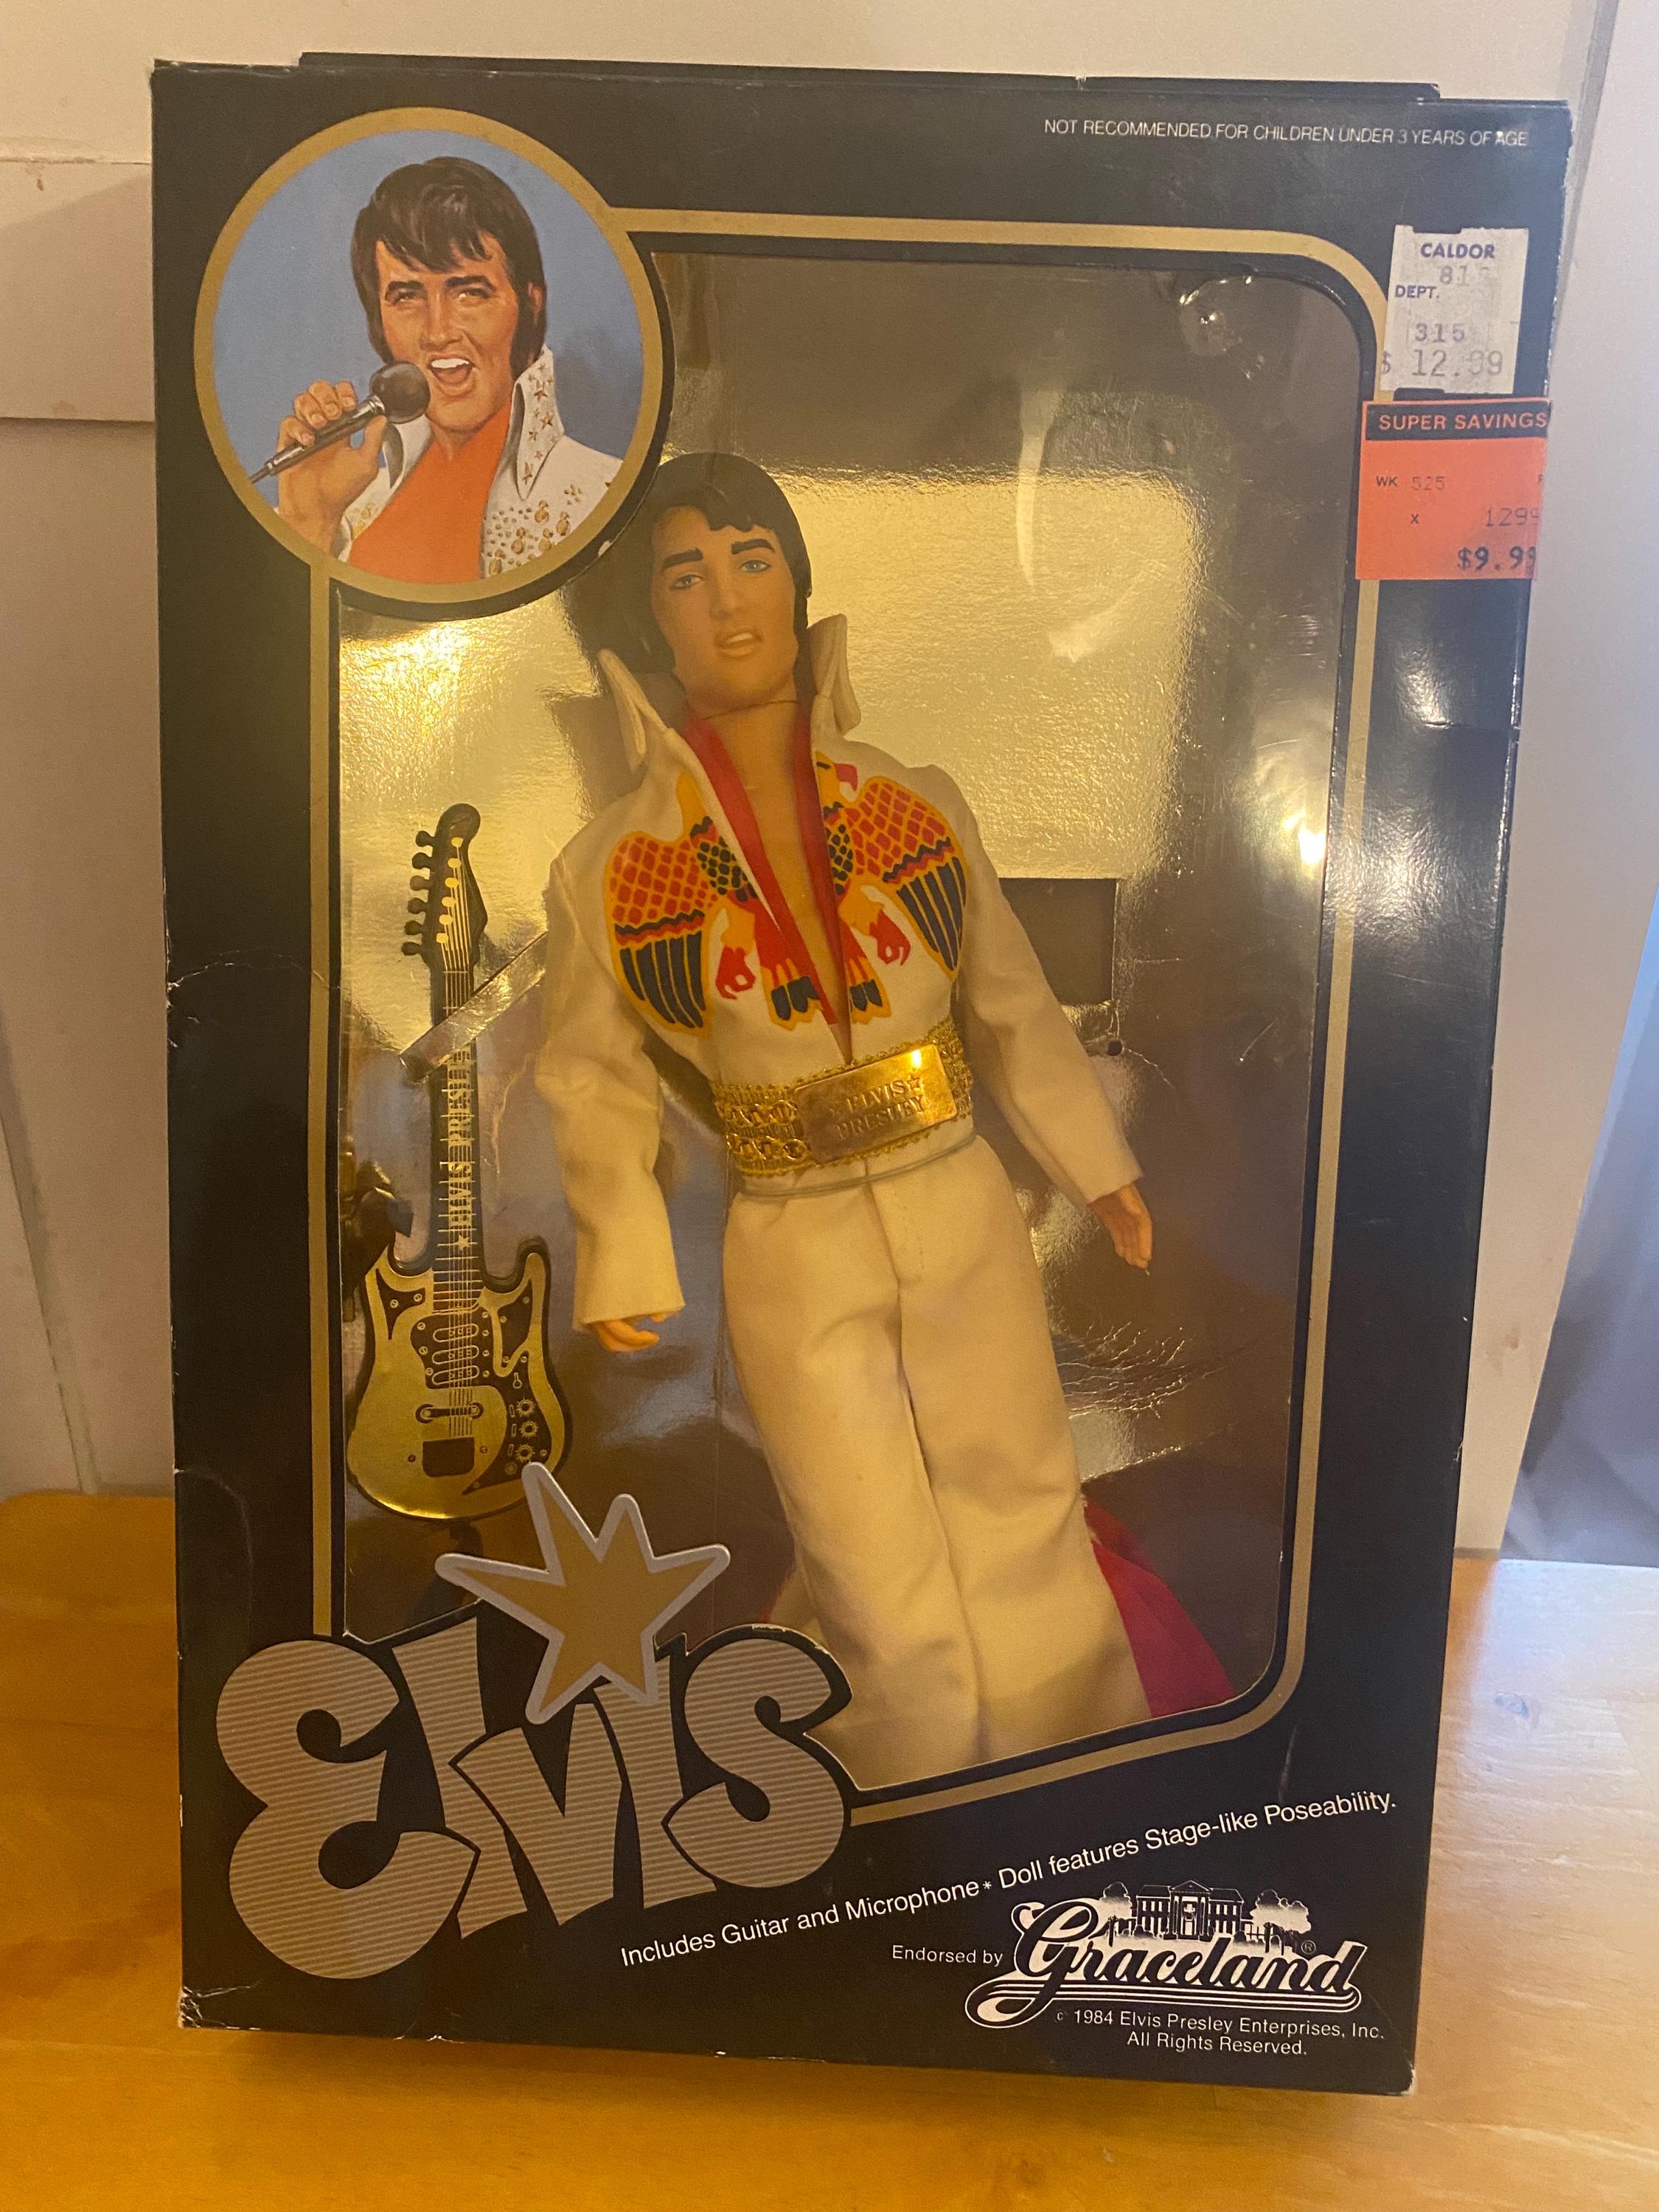 NOT RECOMMENDED FOR CHILDREN UNDER 3 YEARS OF AGE
CALDOR
DEPT.
315
$ 12.99
SUPER SAVINGS
WK 525
X 1299
$9.99
★ ELVIS PRESLEY
ELVIS ☆
PRESLEY
ElviS
Includes Guitar and Microphone * Doll features Stage-like Poseability.
Endorsed by Graceland ®
c 1984 Elvis Presley Enterprises, Inc.
All Rights Reserved.